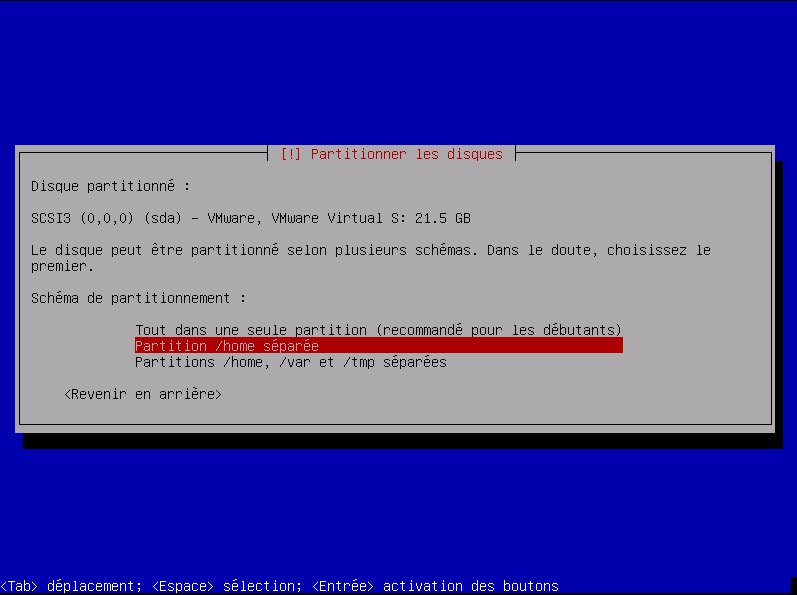 [!] Partitionner les disques
Disque partitionné :
SCSI3 (0,0,0) (sda) - VMware, VMware Virtual S: 21.5 GB
Le disque peut être partitionné selon plusieurs schémas. Dans le doute, choisissez le
premier.
Schéma de partitionnement :
Tout dans une seule partition (recommandé pour les débutants)
Partition /home séparée
Partitions /home, /var et /tmp séparées
<Revenir en arrière>
<Tab> déplacement; <Espace> sélection; <Entrée> activation des boutons